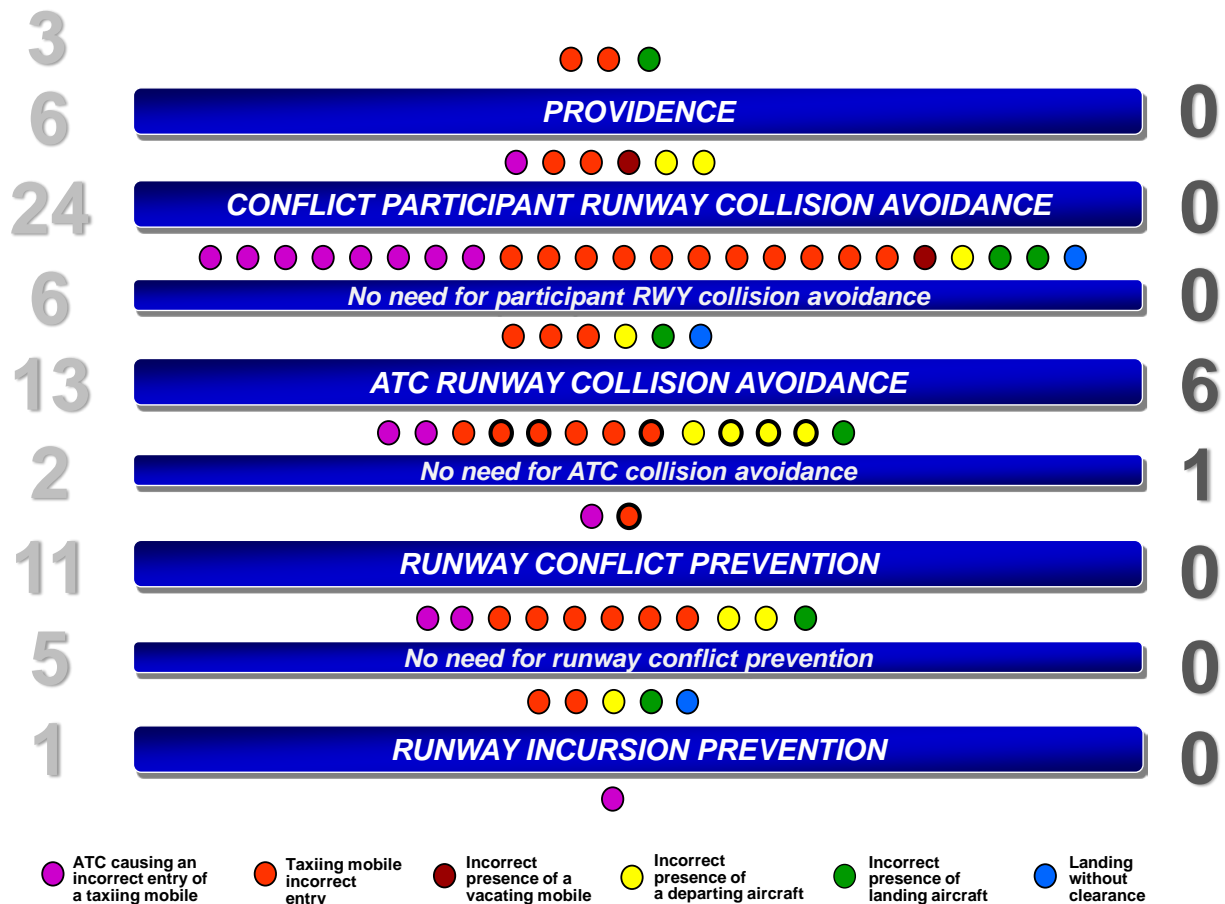 3
6
PROVIDENCE
0
24
CONFLICT PARTICIPANT RUNWAY COLLISION AVOIDANCE
0
6
No need for participant RWY collision avoidance
0
13
ATC RUNWAY COLLISION AVOIDANCE
6
2
No need for ATC collision avoidance
1
11
RUNWAY CONFLICT PREVENTION
0
5
No need for runway conflict prevention
0
1
RUNWAY INCURSION PREVENTION
0
ATC causing an
incorrect entry of
a taxiing mobile
Taxiing mobile
incorrect
entry
Incorrect
presence of a
vacating mobile
Incorrect
presence of
a departing aircraft
Incorrect
presence of
landing aircraft
Landing
without
clearance